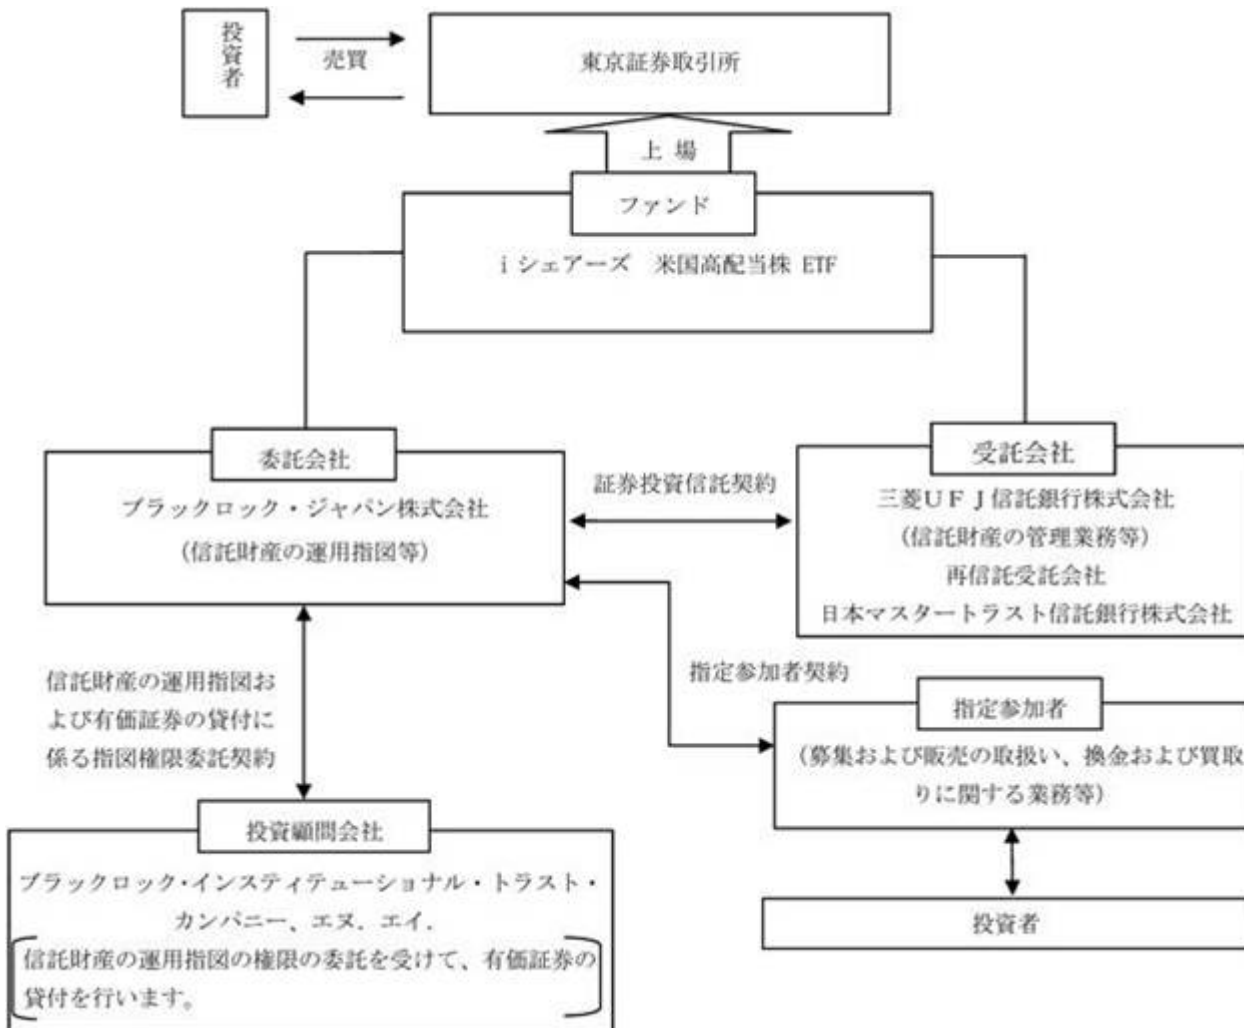 投資者
売買
東京証券取引所
上 場
ファンド
i シェアーズ 米国高配当株 ETF
委託会社
ブラックロック・ジャパン株式会社
(信託財産の運用指図等)
証券投資信託契約
受託会社
三菱UFJ信託銀行株式会社
(信託財産の管理業務等)
再信託受託会社
日本マスタートラスト信託銀行株式会社
信託財産の運用指図お
よび有価証券の貸付に
係る指図権限委託契約
指定参加者契約
指定参加者
(募集および販売の取扱い、換金および買取
りに関する業務等)
投資顧問会社
ブラックロック・インスティテューショナル・トラスト・
カンパニー、エヌ．エイ．
信託財産の運用指図の権限の委託を受けて、有価証券の
貸付を行います。
投資者